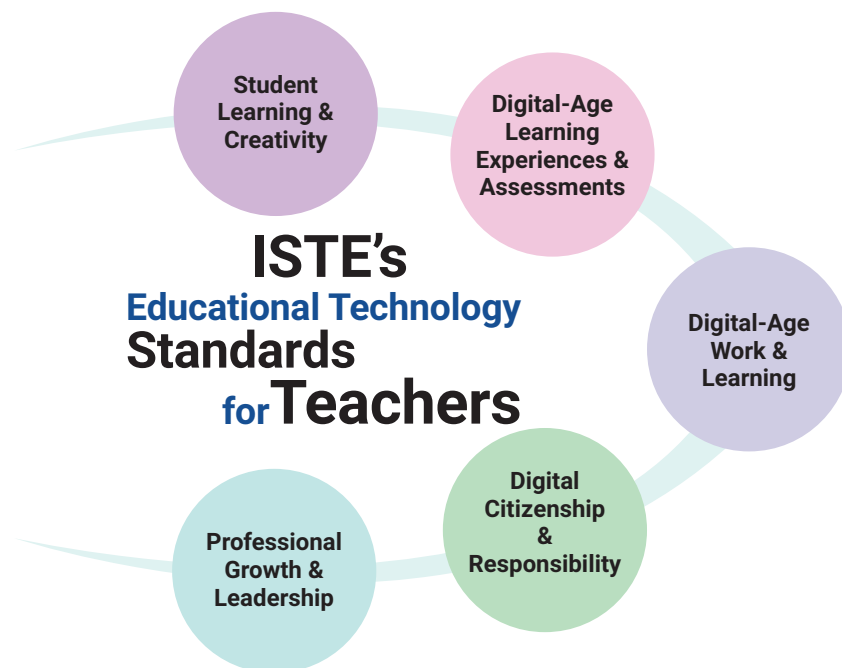 Student
Learning &
Creativity
Digital-Age
Learning
Experiences &
Assessments
ISTE’s
Educational Technology
Standards
for Teachers
Digital-Age
Work &
Learning
Digital
Citizenship
&
Responsibility
Professional
Growth &
Leadership